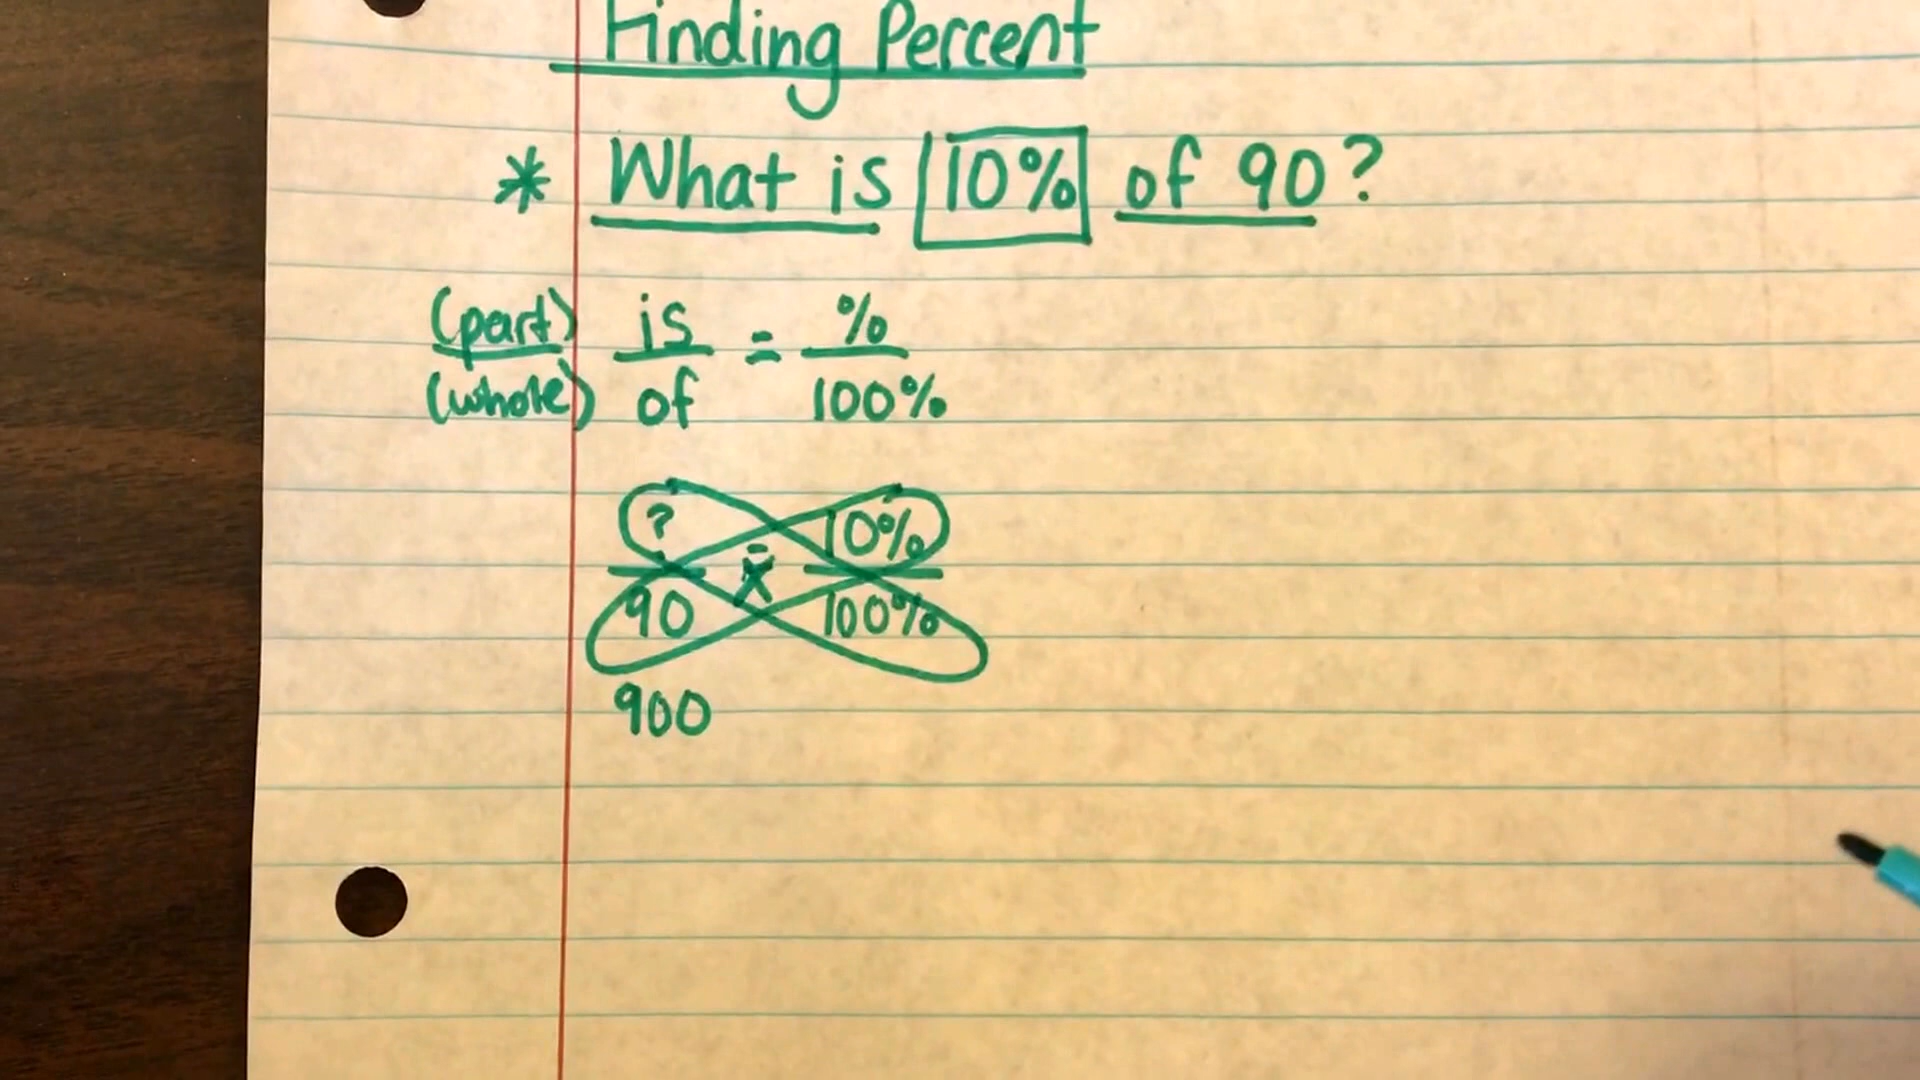 Finding Percent
* What is 10% of 90?
(part) is = %
(whole) of 100%
? = 10%
90 x 100%
900